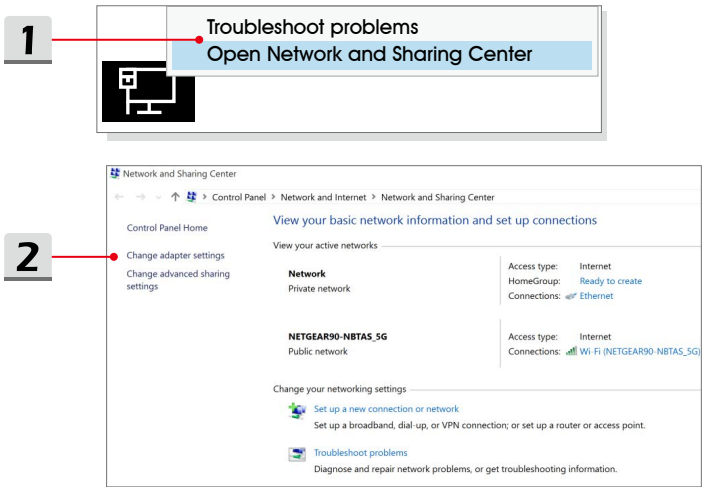 1
Troubleshoot problems
Open Network and Sharing Center
Network and Sharing Center
Control Panel > Network and Internet > Network and Sharing Center
2
Control Panel Home
Change adapter settings
Change advanced sharing
settings
View your basic network information and set up connections
View your active networks
Network
Private network
Access type: Internet
HomeGroup: Ready to create
Connections: Ethernet
NETGEAR90-NBTAS_5G
Public network
Access type: Internet
Connections: Wi-Fi (NETGEAR90-NBTAS_5G)
Change your networking settings
Set up a new connection or network
Set up a broadband, dial-up, or VPN connection; or set up a router or access point.
Troubleshoot problems
Diagnose and repair network problems, or get troubleshooting information.